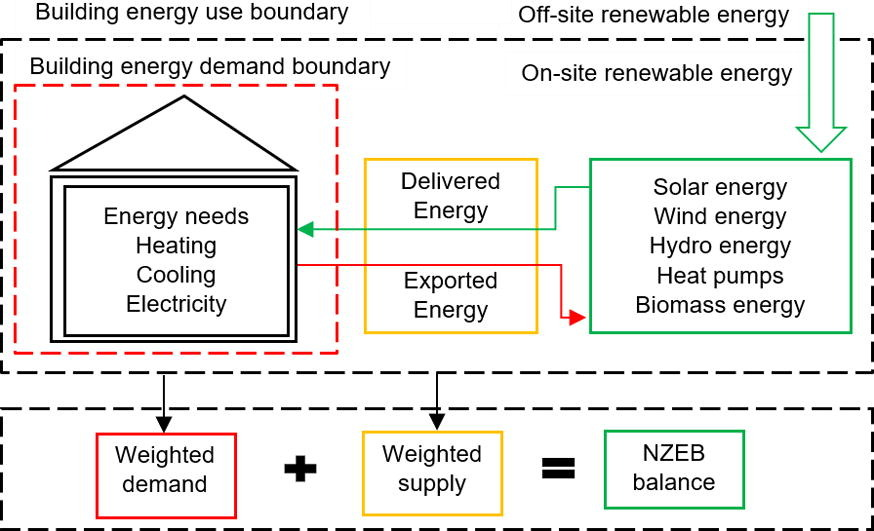 Building energy use boundary
Off-site renewable energy
Building energy demand boundary
On-site renewable energy
Energy needs
Heating
Cooling
Electricity
Delivered
Energy
Exported
Energy
Solar energy
Wind energy
Hydro energy
Heat pumps
Biomass energy
Weighted
demand
+
Weighted
supply
=
NZEB
balance